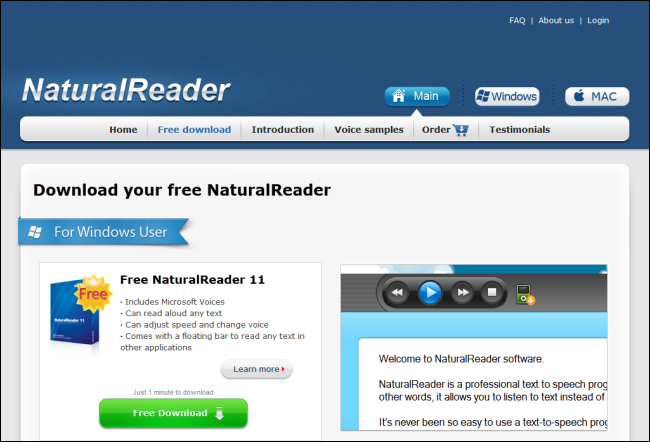 FAQ | About us | Login
NaturalReader
Main
Windows
MAC
Home
Free download
Introduction
Voice samples
Order
Testimonials
Download your free NaturalReader
For Windows User
Free
NaturalReader 11
Free NaturalReader 11
· Includes Microsoft Voices
· Can read aloud any text
· Can adjust speed and change voice
· Comes with a floating bar to read any text in
other applications
Learn more
Just 1 minute to download
Free Download
Welcome to NaturalReader software.
NaturalReader is a professional text to speech prog
other words, it allows you to listen to text instead of
It's never been so easy to use a text-to-speech prog